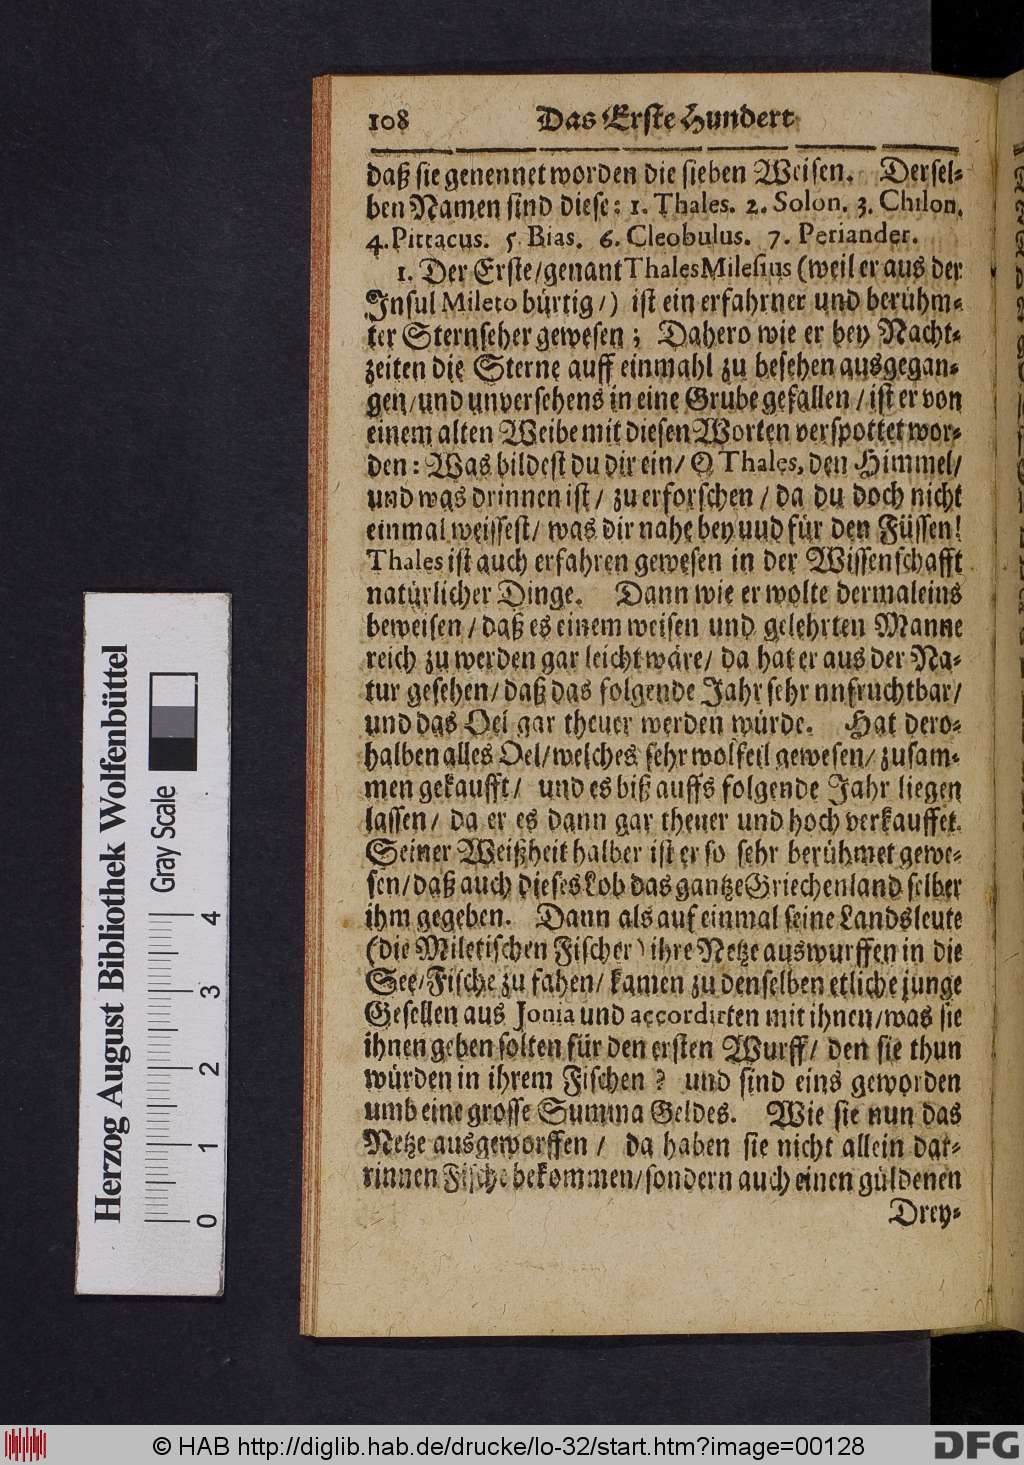 108 Das Erste Hundert
daß sie genennet worden die sieben Weisen. Dersel-
ben Namen sind diese: 1. Thales. 2. Solon. 3. Chilon.
4. Pittacus. 5. Bias. 6. Cleobulus. 7. Periander.
1. Der Erste/genant Thales Milesius (weil er aus der
Insul Mileto bürtig/) ist ein erfahrner und berühm-
ter Sternseher gewesen; Dahero wie er bey Nacht-
zeiten die Sterne auff einmahl zu besehen ausgegan-
gen/und unversehens in eine Grube gefallen/ist er von
einem alten Weibe mit diesen Worten verspottet wor-
den: Was bildest du dir ein/ O Thales, den Himmel/
und was drinnen ist/ zu erforschen/ da du doch nicht
einmal weissest/ was dir nahe bey uud für den Füssen!
Thales ist auch erfahren gewesen in der Wissenschafft
natürlicher Dinge. Dann wie er wolte dermaleins
beweisen/ daß es einem weisen und gelehrten Manne
reich zu werden gar leicht wäre/ da hat er aus der Na-
tur gesehen/ daß das folgende Jahr sehr nnfruchtbar/
und das Oel gar theuer werden würde. Hat dero-
halben alles Oel/welches sehr wolfeil gewesen/ zusam-
men gekaufft/ und es biß auffs folgende Jahr liegen
lassen/ da er es dann gar theuer und hoch verkauffet.
Seiner Weißheit halber ist er so sehr berühmet gewe-
sen/daß auch dieses Lob das gantze Griechenland selber
ihm gegeben. Dann als auf einmal seine Landsleute
(die Miletischen Fischer) ihre Netze auswurffen in die
See/Fische zu fahen/ kamen zu denselben etliche junge
Gesellen aus Jonia und accordirten mit ihnen/was sie
ihnen geben solten für den ersten Wurff/ den sie thun
würden in ihrem Fischen? und sind eins geworden
umb eine grosse Summa Geldes. Wie sie nun das
Netze ausgeworffen/ da haben sie nicht allein dar-
rinnen Fische bekommen/sondern auch einen güldenen
Drey-
Herzog August Bibliothek Wolfenbüttel
Gray Scale
0 1 2 3 4
© HAB http://diglib.hab.de/drucke/lo-32/start.htm?image=00128
DFG